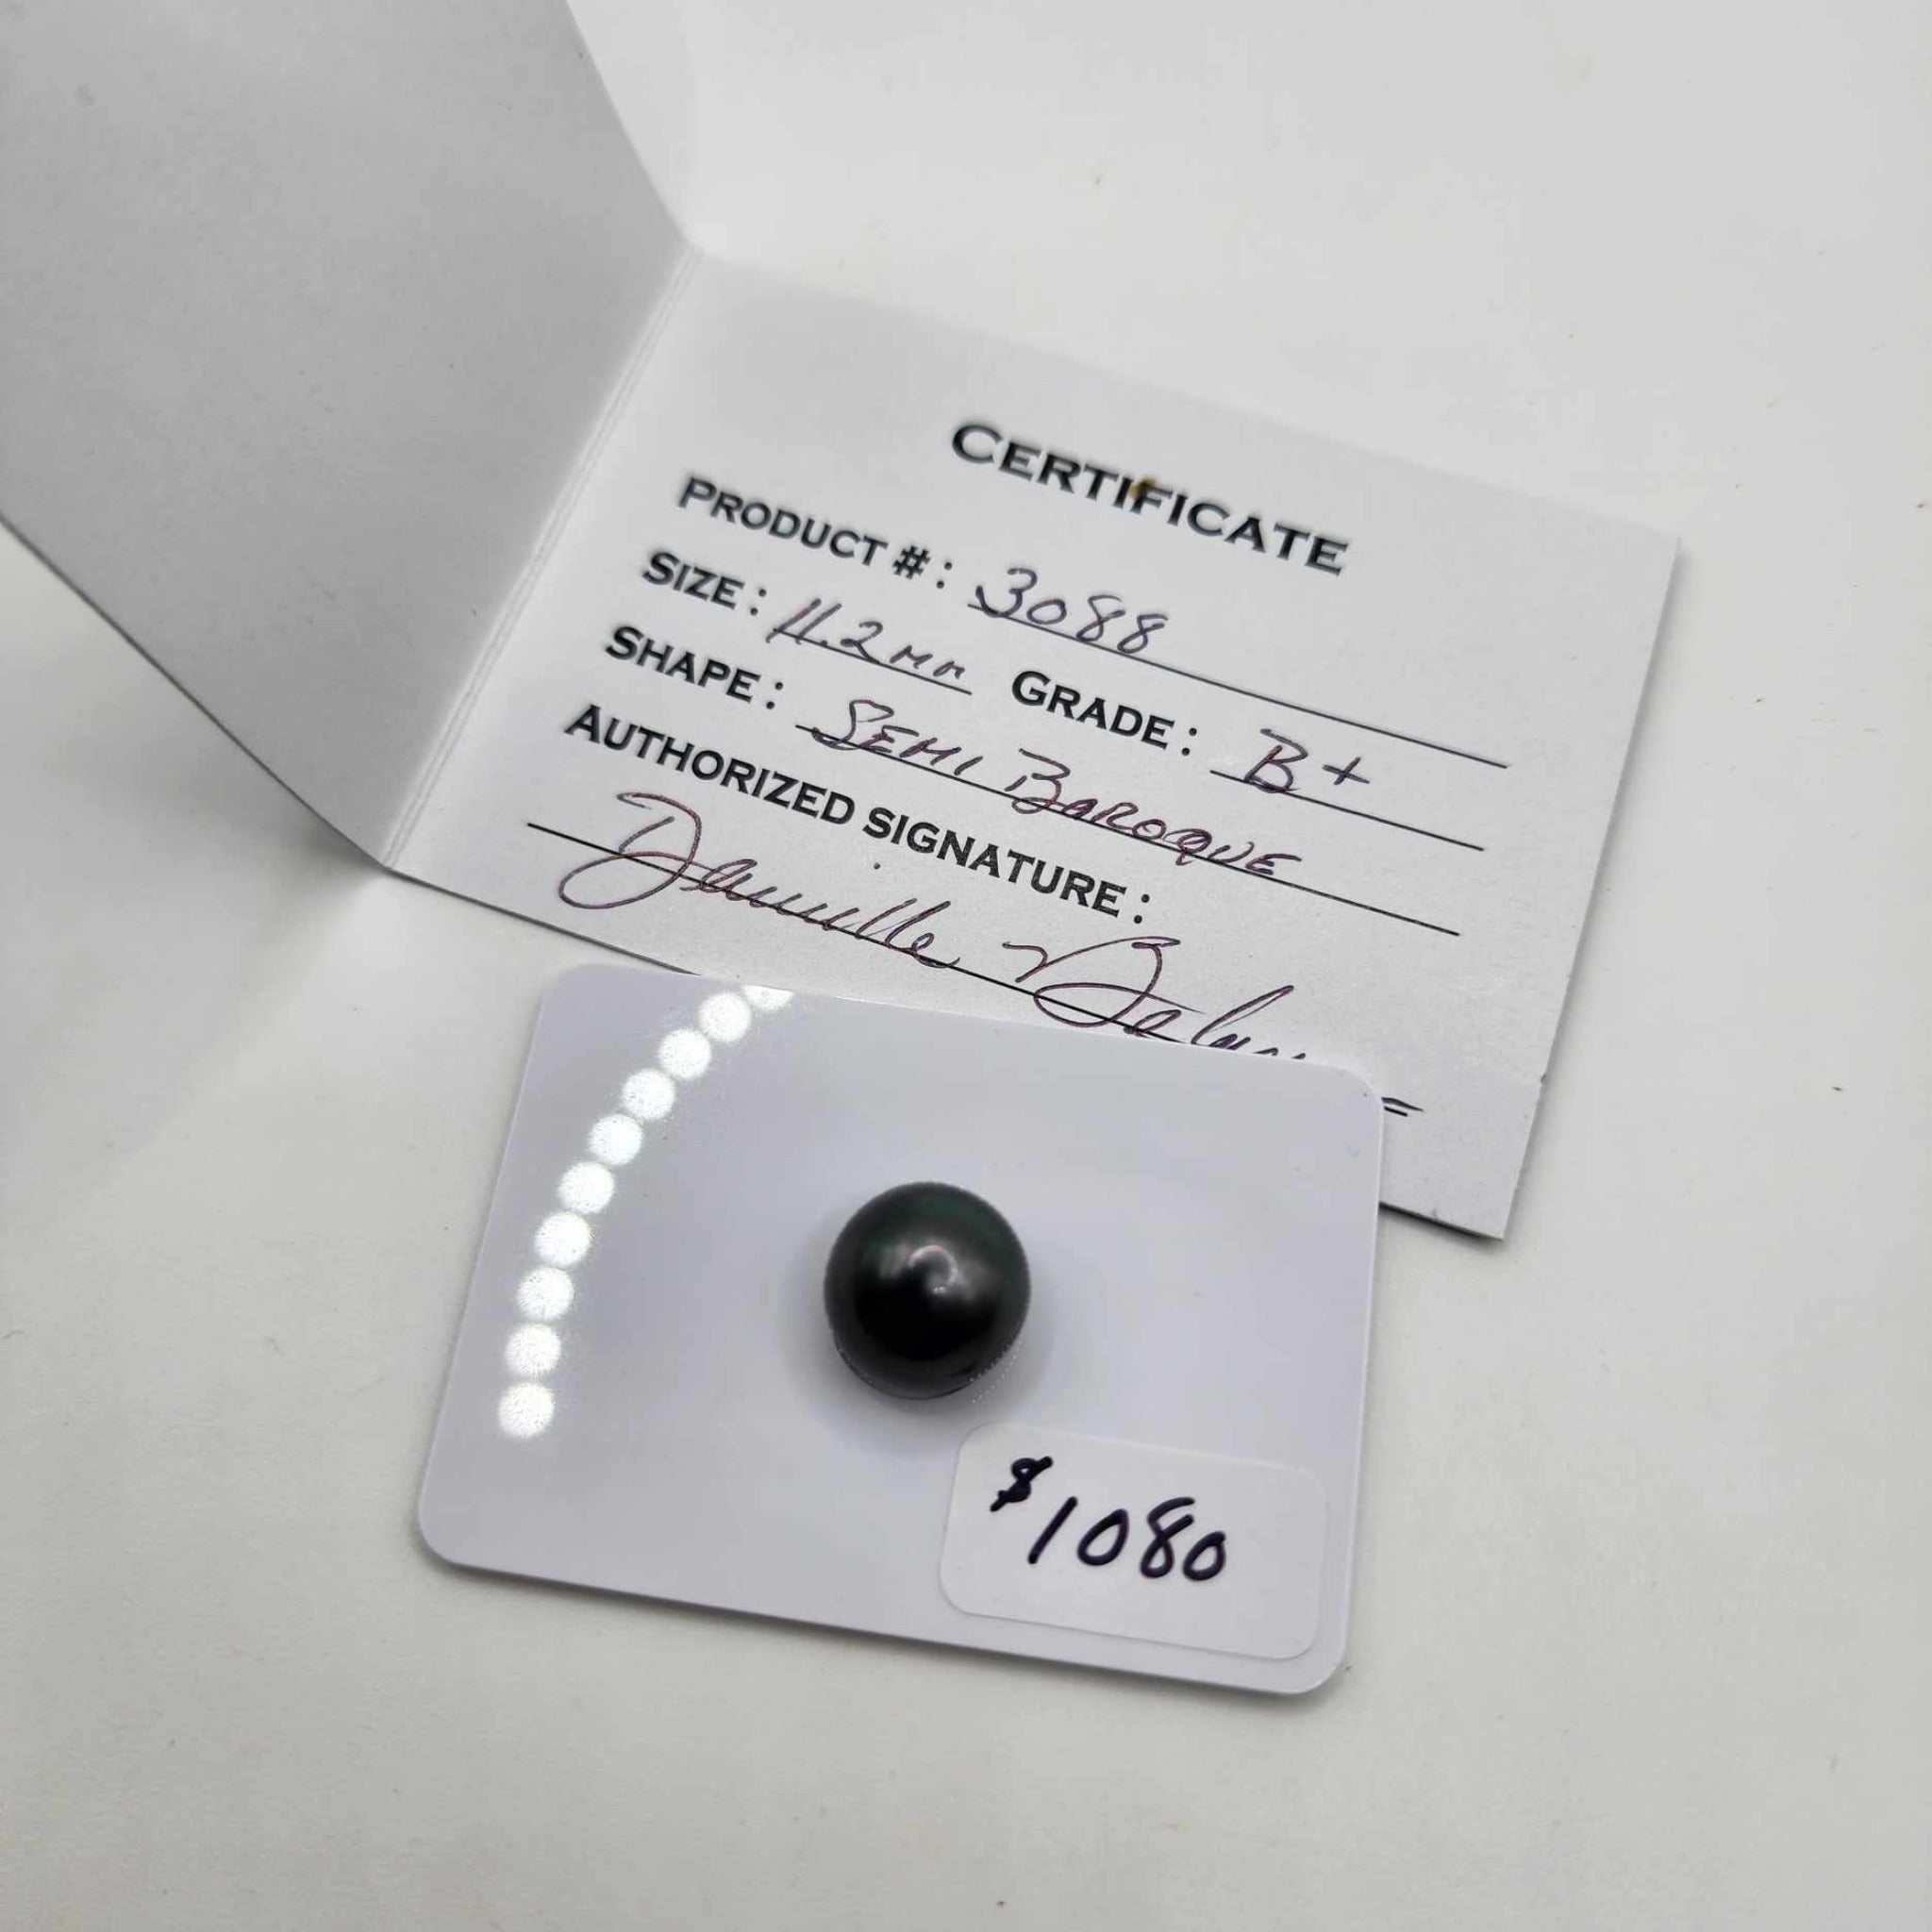 CERTIFICATE
PRODUCT #: 3088
SIZE: 11.2mm GRADE: B+
SHAPE: SEMI BAROQUE
AUTHORIZED SIGNATURE:
$1080